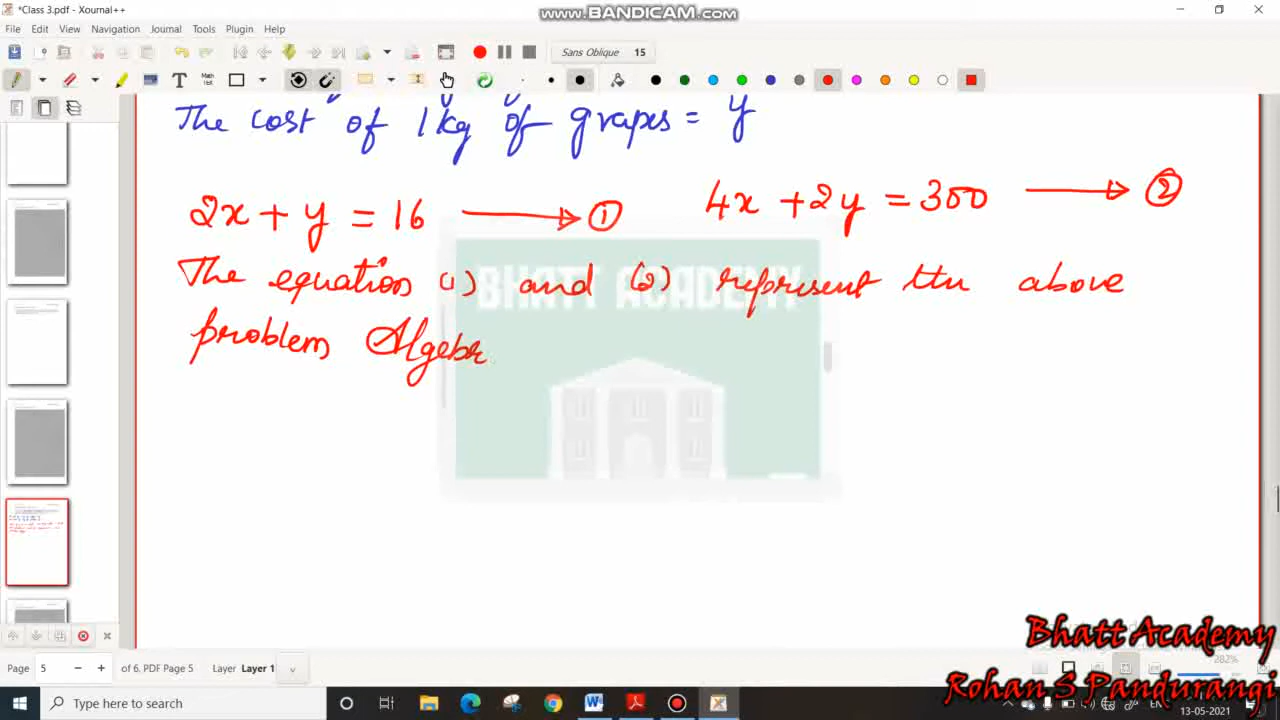 *Class 3.pdf - Xournal++
www.BANDICAM.com
File Edit View Navigation Journal Tools Plugin Help
Sans Oblique 15
The cost of 1kg of grapes = y
2x + y = 16 → ①
4x + 2y = 300 → ②
BHATT ACADEMY
The equation (1) and (2) represent the above
problem Algebr
Bhatt Academy
Rohan S Pandurangi
Page 5 of 6. PDF Page 5 Layer Layer 1
282%
Type here to search
13-05-2021